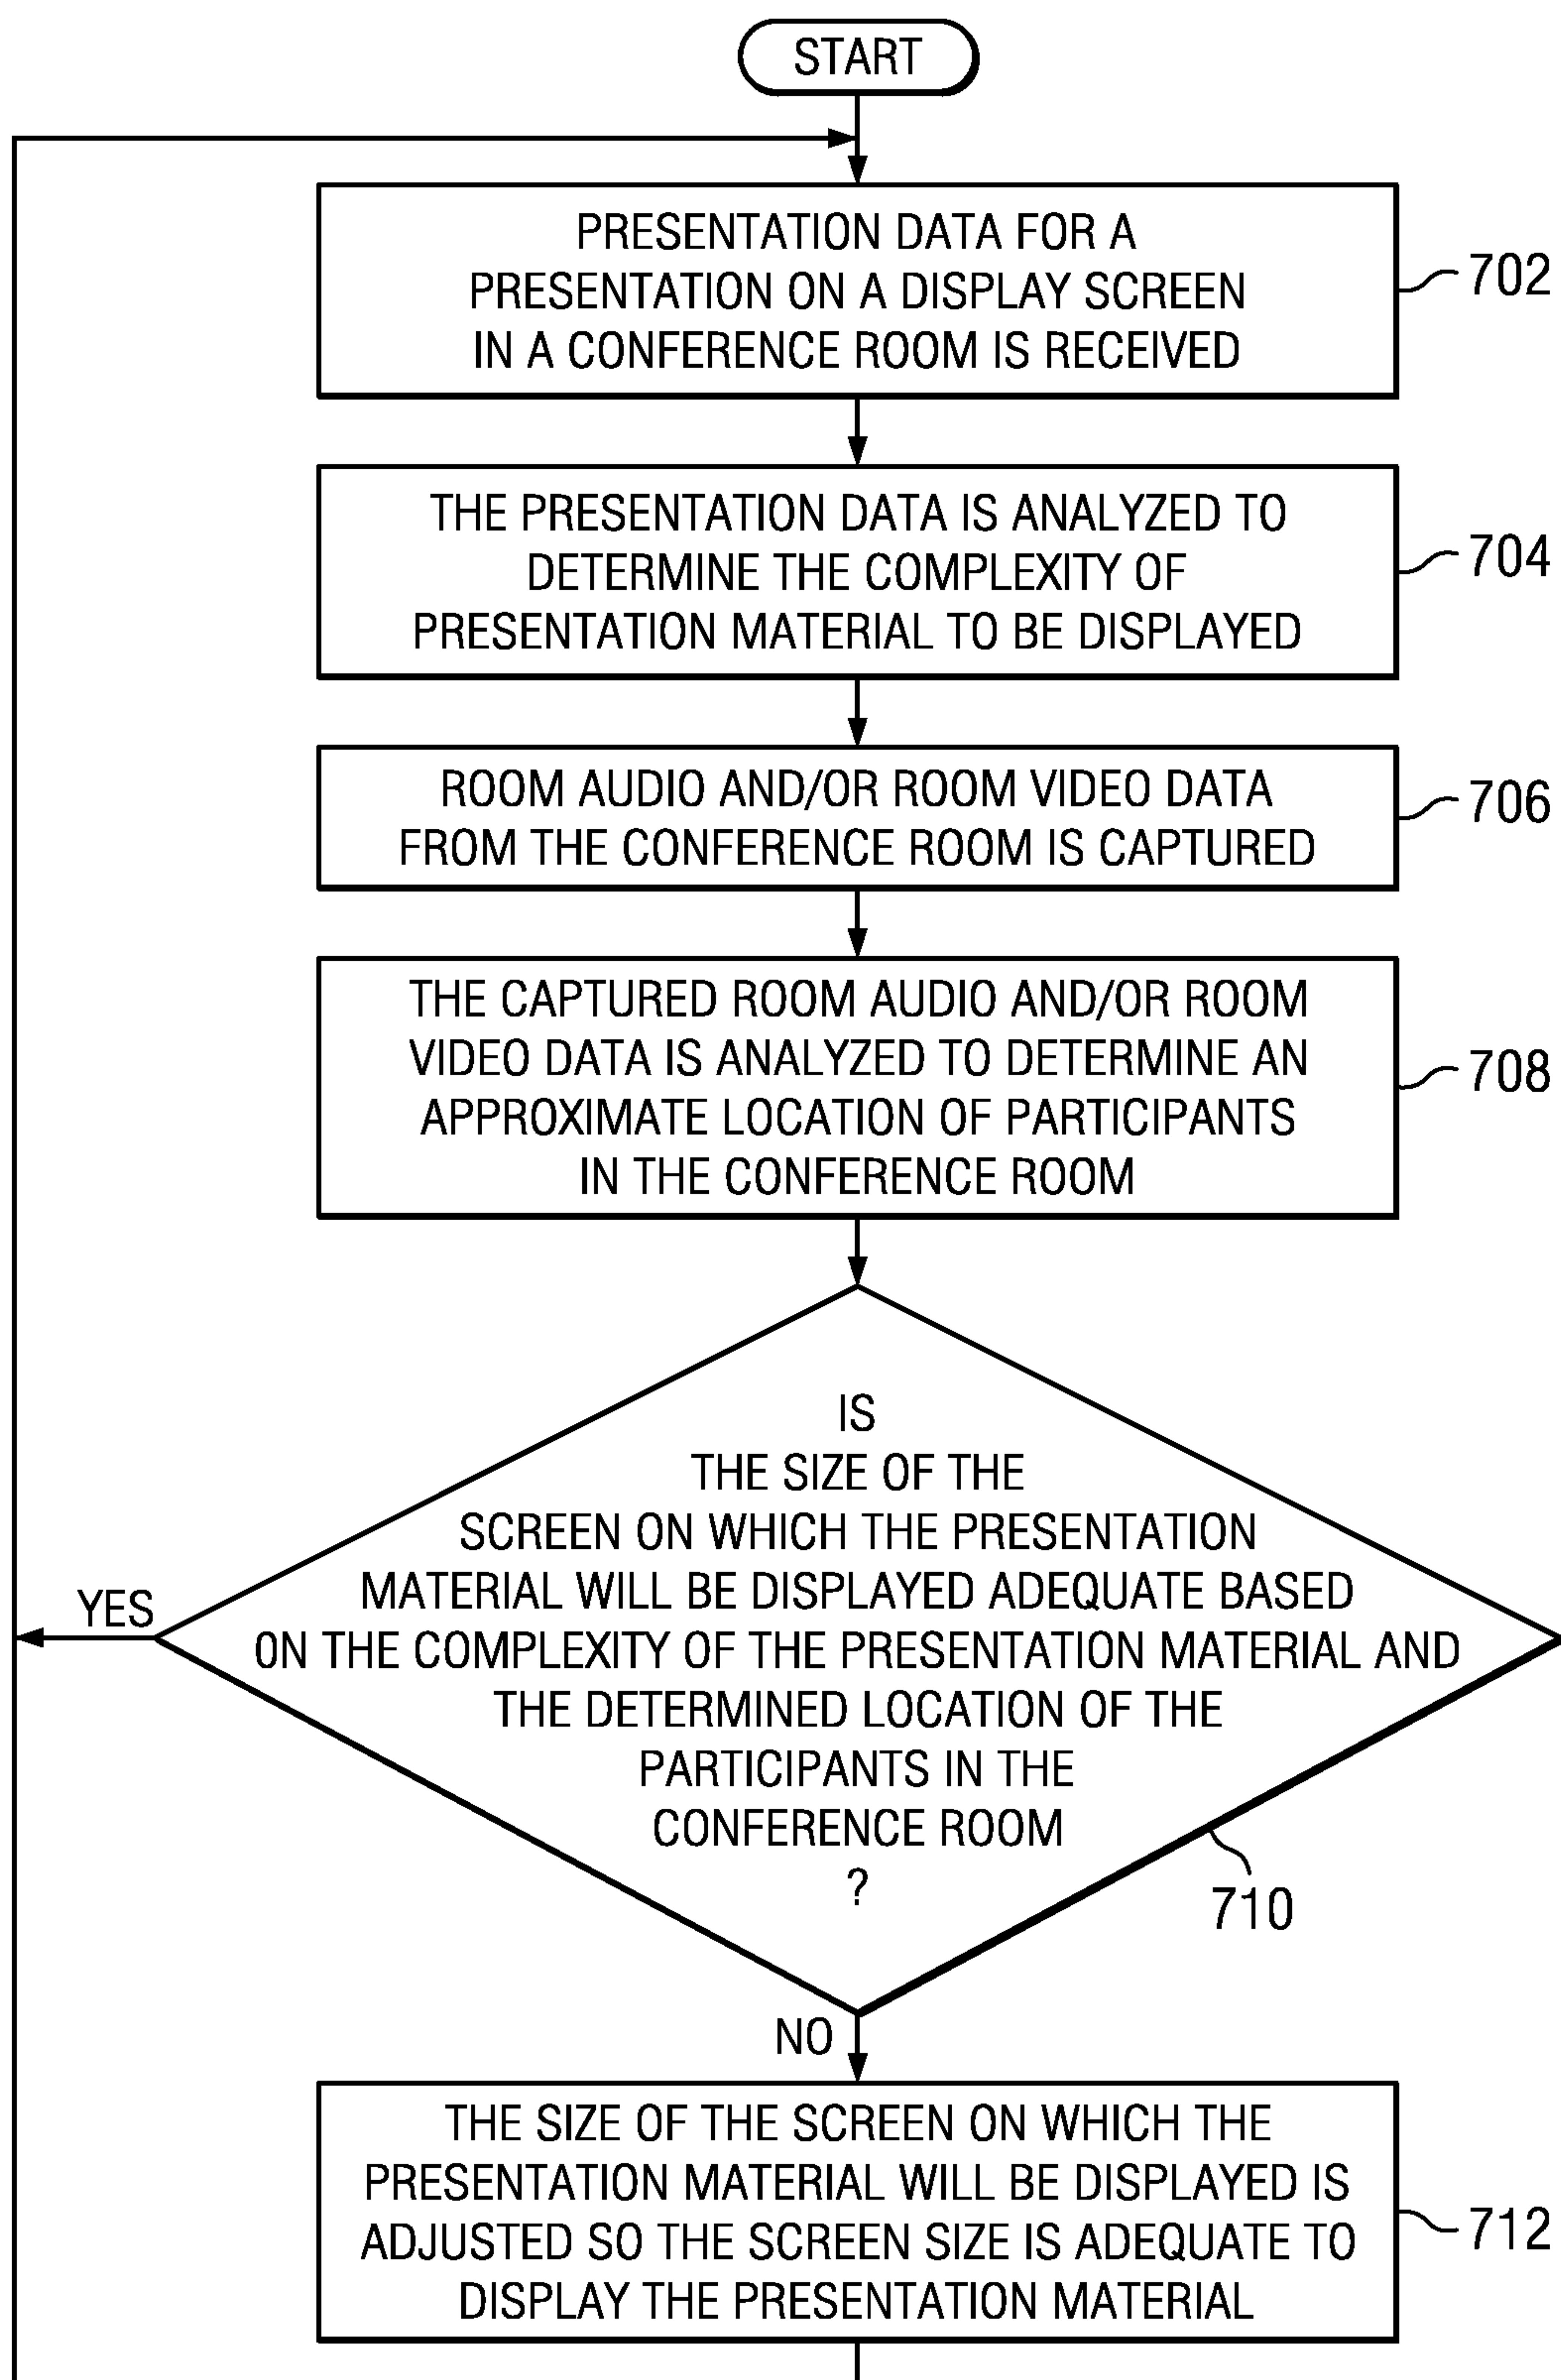 START
PRESENTATION DATA FOR A
PRESENTATION ON A DISPLAY SCREEN
IN A CONFERENCE ROOM IS RECEIVED
702
THE PRESENTATION DATA IS ANALYZED TO
DETERMINE THE COMPLEXITY OF
PRESENTATION MATERIAL TO BE DISPLAYED
704
ROOM AUDIO AND/OR ROOM VIDEO DATA
FROM THE CONFERENCE ROOM IS CAPTURED
706
THE CAPTURED ROOM AUDIO AND/OR ROOM
VIDEO DATA IS ANALYZED TO DETERMINE AN
APPROXIMATE LOCATION OF PARTICIPANTS
IN THE CONFERENCE ROOM
708
IS
THE SIZE OF THE
SCREEN ON WHICH THE PRESENTATION
MATERIAL WILL BE DISPLAYED ADEQUATE BASED
ON THE COMPLEXITY OF THE PRESENTATION MATERIAL AND
THE DETERMINED LOCATION OF THE
PARTICIPANTS IN THE
CONFERENCE ROOM
?
YES
710
NO
THE SIZE OF THE SCREEN ON WHICH THE
PRESENTATION MATERIAL WILL BE DISPLAYED IS
ADJUSTED SO THE SCREEN SIZE IS ADEQUATE TO
DISPLAY THE PRESENTATION MATERIAL
712